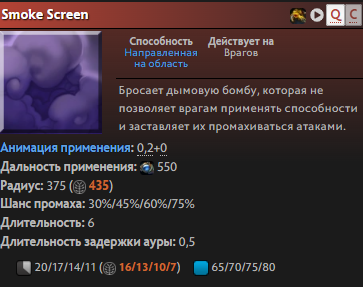 Smoke Screen
Q C
Способность Действует на
Направленная Врагов
на область
Бросает дымовую бомбу, которая не
позволяет врагам применять способности
и заставляет их промахиваться атаками.
Анимация применения: 0,2+0
Дальность применения: 550
Радиус: 375 (435)
Шанс промаха: 30%/45%/60%/75%
Длительность: 6
Длительность задержки ауры: 0,5
20/17/14/11 (16/13/10/7) 65/70/75/80